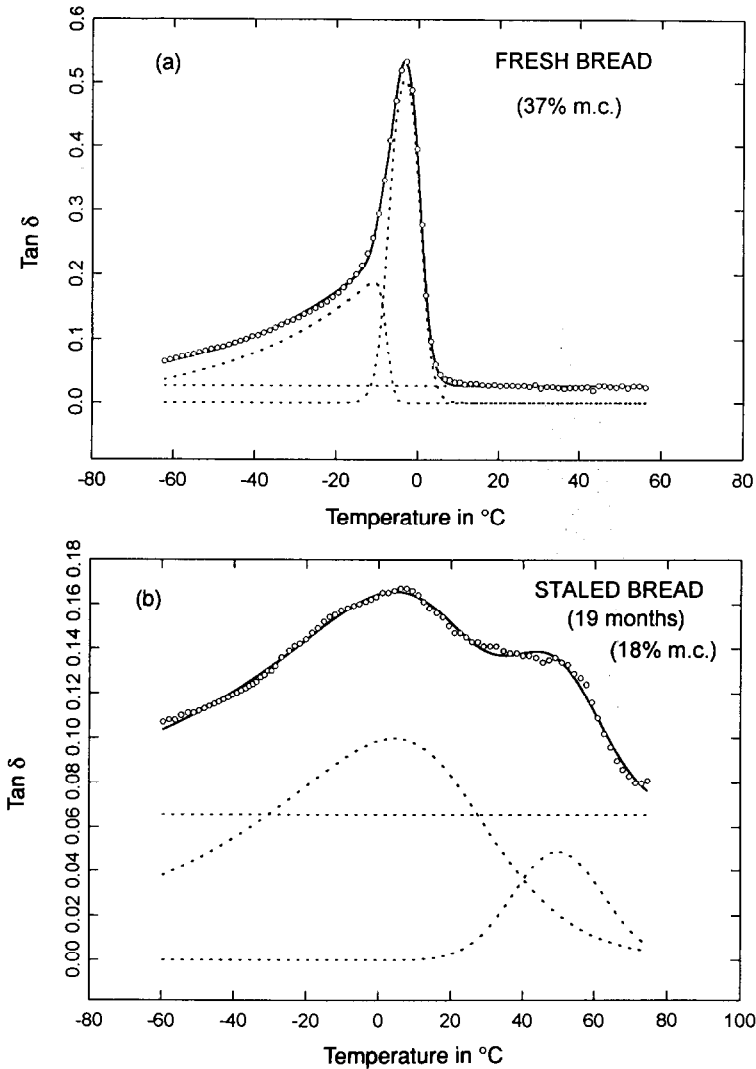 0.6
0.5
0.4
0.3
0.2
0.1
0.0
Tan δ
(a)
FRESH BREAD
(37% m.c.)
-80 -60 -40 -20 0 20 40 60 80
Temperature in °C
0.18
0.16
0.14
0.12
0.10
0.08
0.06
0.04
0.02
0.00
Tan δ
(b)
STALED BREAD
(19 months)
(18% m.c.)
-80 -60 -40 -20 0 20 40 60 80 100
Temperature in °C